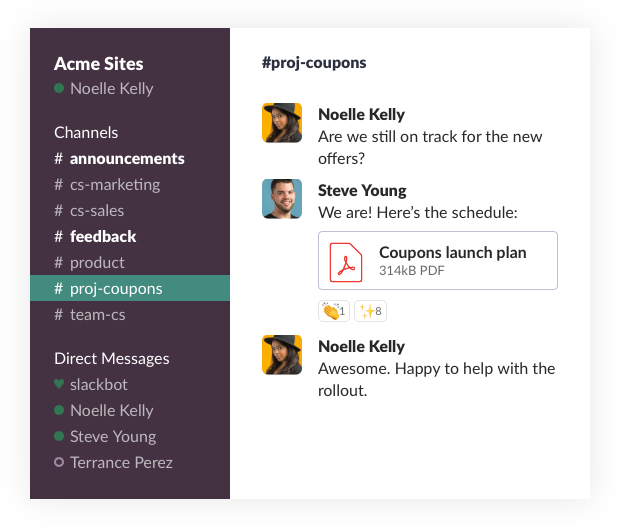 Acme Sites
Noelle Kelly
Channels
# announcements
# cs-marketing
# cs-sales
# feedback
# product
# proj-coupons
# team-cs
Direct Messages
slackbot
Noelle Kelly
Steve Young
Terrance Perez
#proj-coupons
Noelle Kelly
Are we still on track for the new
offers?
Steve Young
We are! Here’s the schedule:
Coupons launch plan
314kB PDF
1 8
Noelle Kelly
Awesome. Happy to help with the
rollout.